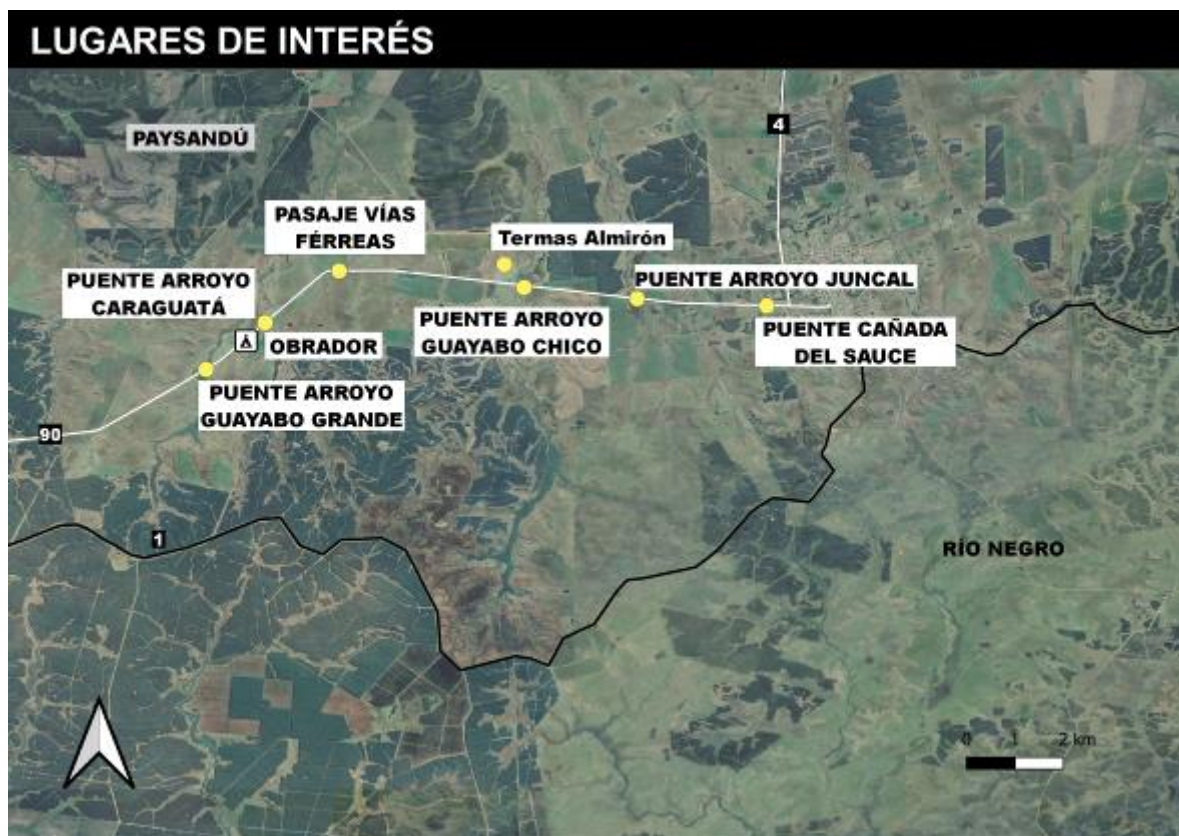 LUGARES DE INTERÉS
4
PAYSANDÚ
PASAJE VÍAS
FÉRREAS
Termas Almirón
PUENTE ARROYO
CARAGUATÁ
PUENTE ARROYO JUNCAL
PUENTE ARROYO
GUAYABO CHICO
PUENTE CAÑADA
DEL SAUCE
OBRADOR
PUENTE ARROYO
GUAYABO GRANDE
90
1
RÍO NEGRO
0 1 2 km